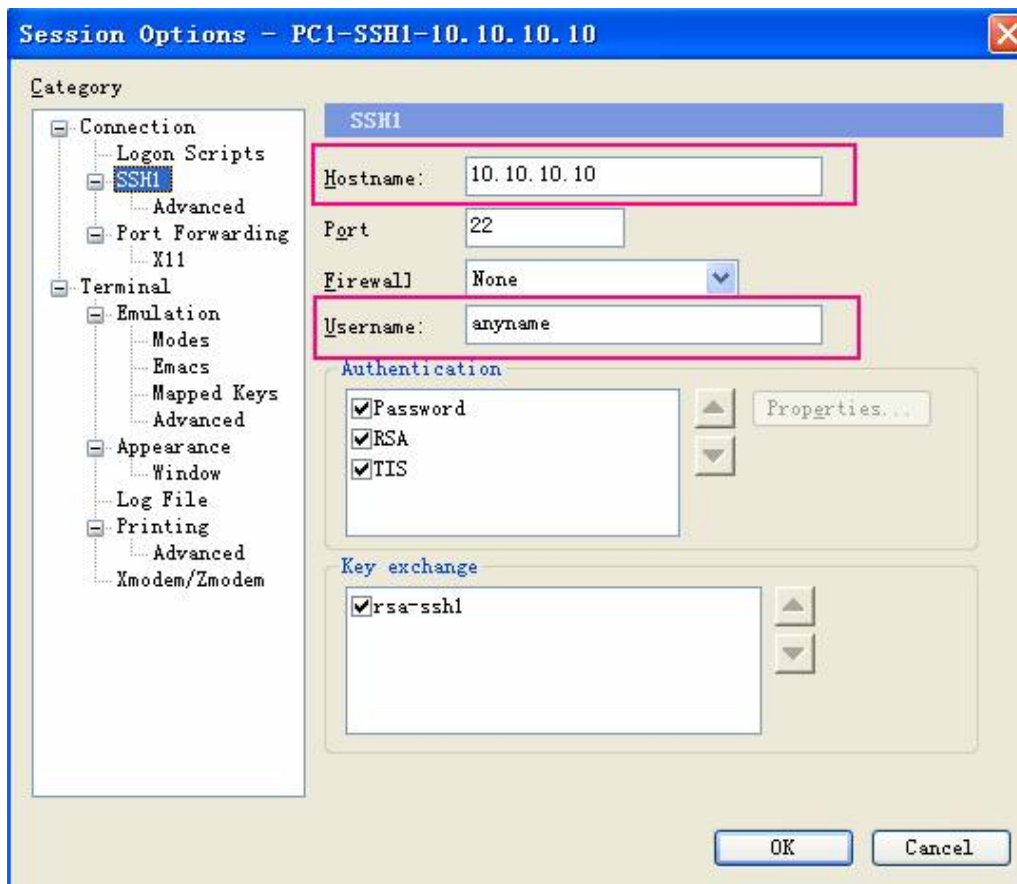 Session Options - PC1-SSH1-10.10.10.10
Category
Connection
Logon Scripts
SSH1
Advanced
Port Forwarding
X11
Terminal
Emulation
Modes
Emacs
Mapped Keys
Advanced
Appearance
Window
Log File
Printing
Advanced
Xmodem/Zmodem
SSH1
Hostname: 10.10.10.10
Port 22
Firewall None
Username: anyname
Authentication
Password
RSA
TIS
Properties...
Key exchange
rsa-ssh1
OK Cancel